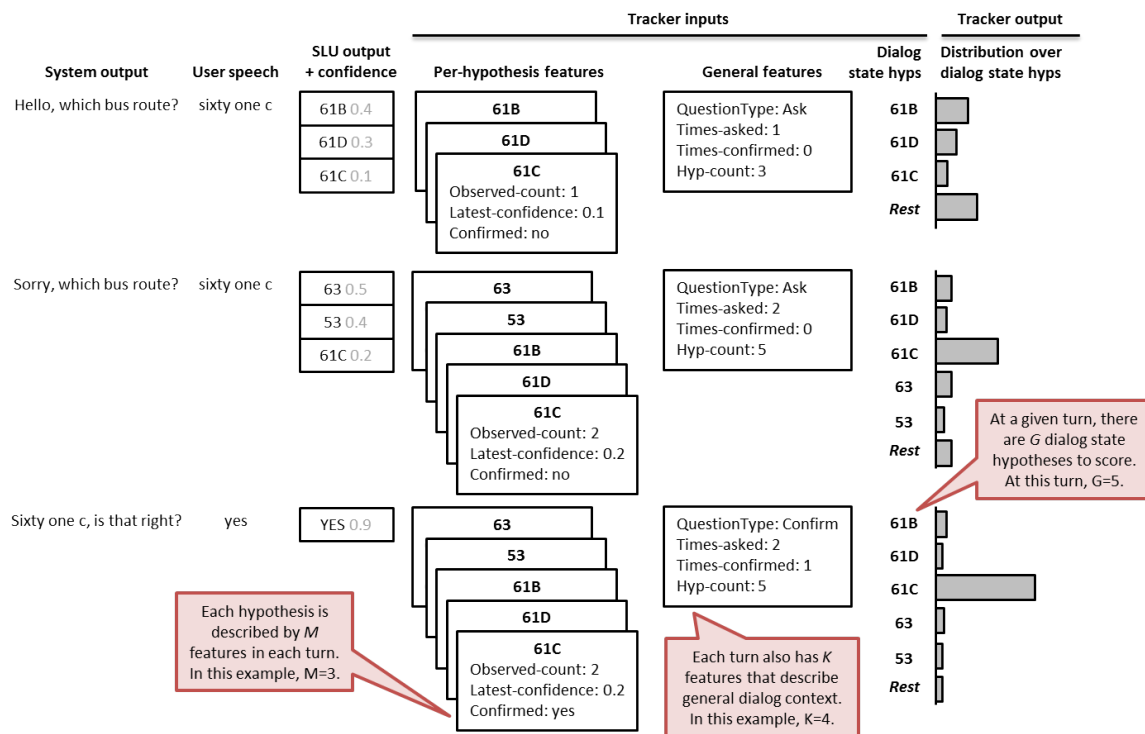 Tracker inputs
Tracker output
System output
User speech
SLU output
+ confidence
Per-hypothesis features
General features
Dialog
state hyps
Distribution over
dialog state hyps
Hello, which bus route?
sixty one c
61B 0.4
61D 0.3
61C 0.1
61B
61D
61C
Observed-count: 1
Latest-confidence: 0.1
Confirmed: no
QuestionType: Ask
Times-asked: 1
Times-confirmed: 0
Hyp-count: 3
61B
61D
61C
Rest
Sorry, which bus route?
sixty one c
63 0.5
53 0.4
61C 0.2
63
53
61B
61D
61C
Observed-count: 2
Latest-confidence: 0.2
Confirmed: no
QuestionType: Ask
Times-asked: 2
Times-confirmed: 0
Hyp-count: 5
61B
61D
61C
63
53
Rest
At a given turn, there
are G dialog state
hypotheses to score.
At this turn, G=5.
Sixty one c, is that right?
yes
YES 0.9
63
53
61B
61D
61C
Observed-count: 2
Latest-confidence: 0.2
Confirmed: yes
QuestionType: Confirm
Times-asked: 2
Times-confirmed: 1
Hyp-count: 5
61B
61D
61C
63
53
Rest
Each hypothesis is
described by M
features in each turn.
In this example, M=3.
Each turn also has K
features that describe
general dialog context.
In this example, K=4.